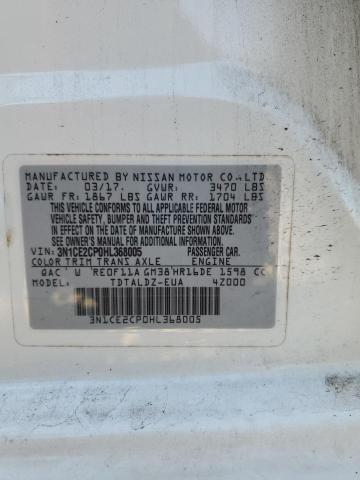 MANUFACTURED BY NISSAN MOTOR CO.,LTD.
DATE: 03/17. GVWR: 3470 LBS
GAWR FR: 1867 LBS GAWR RR: 1704 LBS
THIS VEHICLE CONFORMS TO ALL APPLICABLE FEDERAL MOTOR
VEHICLE SAFETY, BUMPER AND THEFT PREVENTION STANDARDS
IN EFFECT ON THE DATE OF MANUFACTURE SHOWN ABOVE.
See OWNER'S MANUAL FOR ADDITIONAL INFORMATION.
VIN: 3N1CE2CP0HL368005 PASSENGER CAR.
COLOR TRIM TRANS AXLE ENGINE
QAC W RE0F11A GM38 HR16DE 1598 CC
TDTALDZ-EUA 4Z000
3N1CE2CP0HL368005